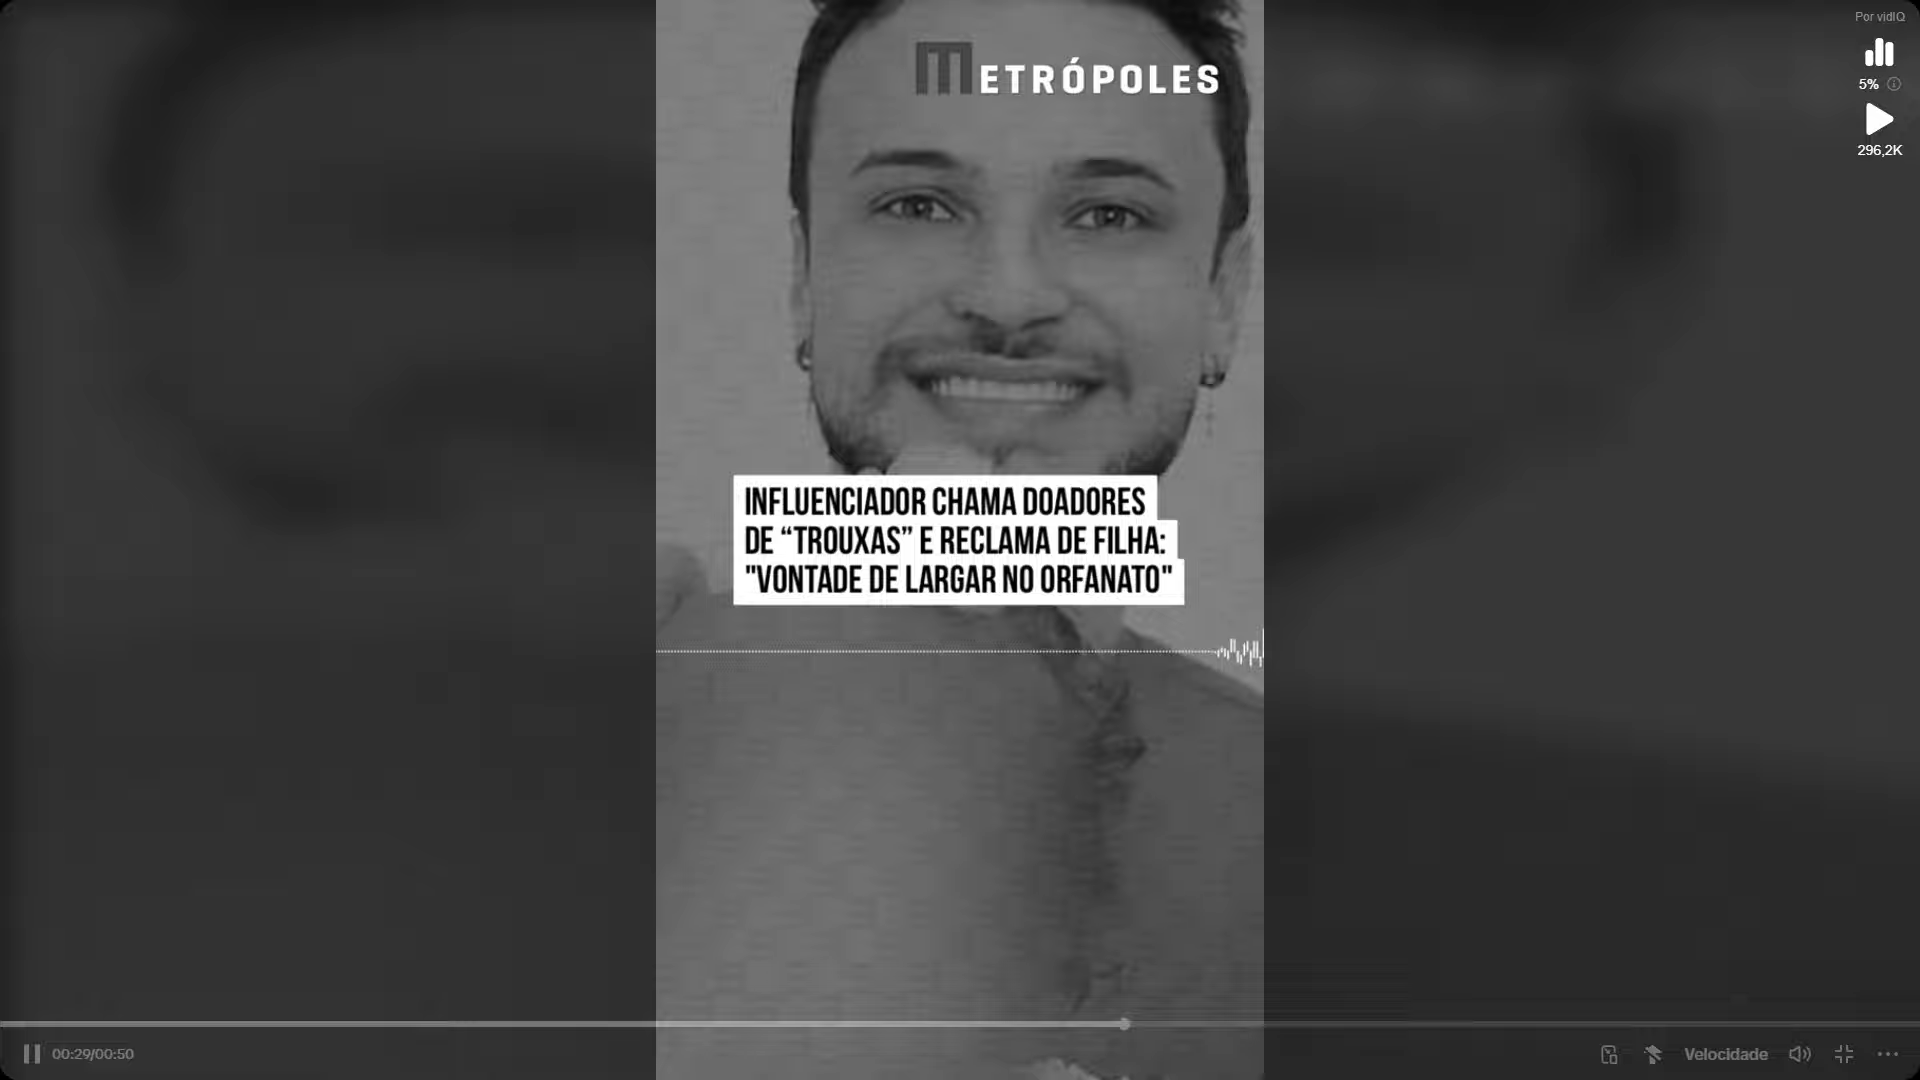 Por vidIQ
METRÓPOLES
5%
296,2K
INFLUENCIADOR CHAMA DOADORES
DE “TROUXAS” E RECLAMA DE FILHA:
"VONTADE DE LARGAR NO ORFANATO"
00:29/00:50
Velocidade